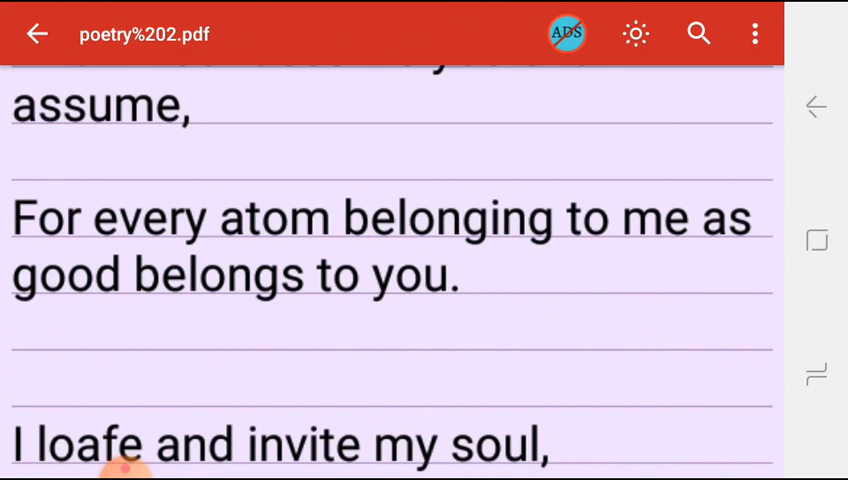 poetry%202.pdf
ADS
assume,
For every atom belonging to me as
good belongs to you.
I loafe and invite my soul,